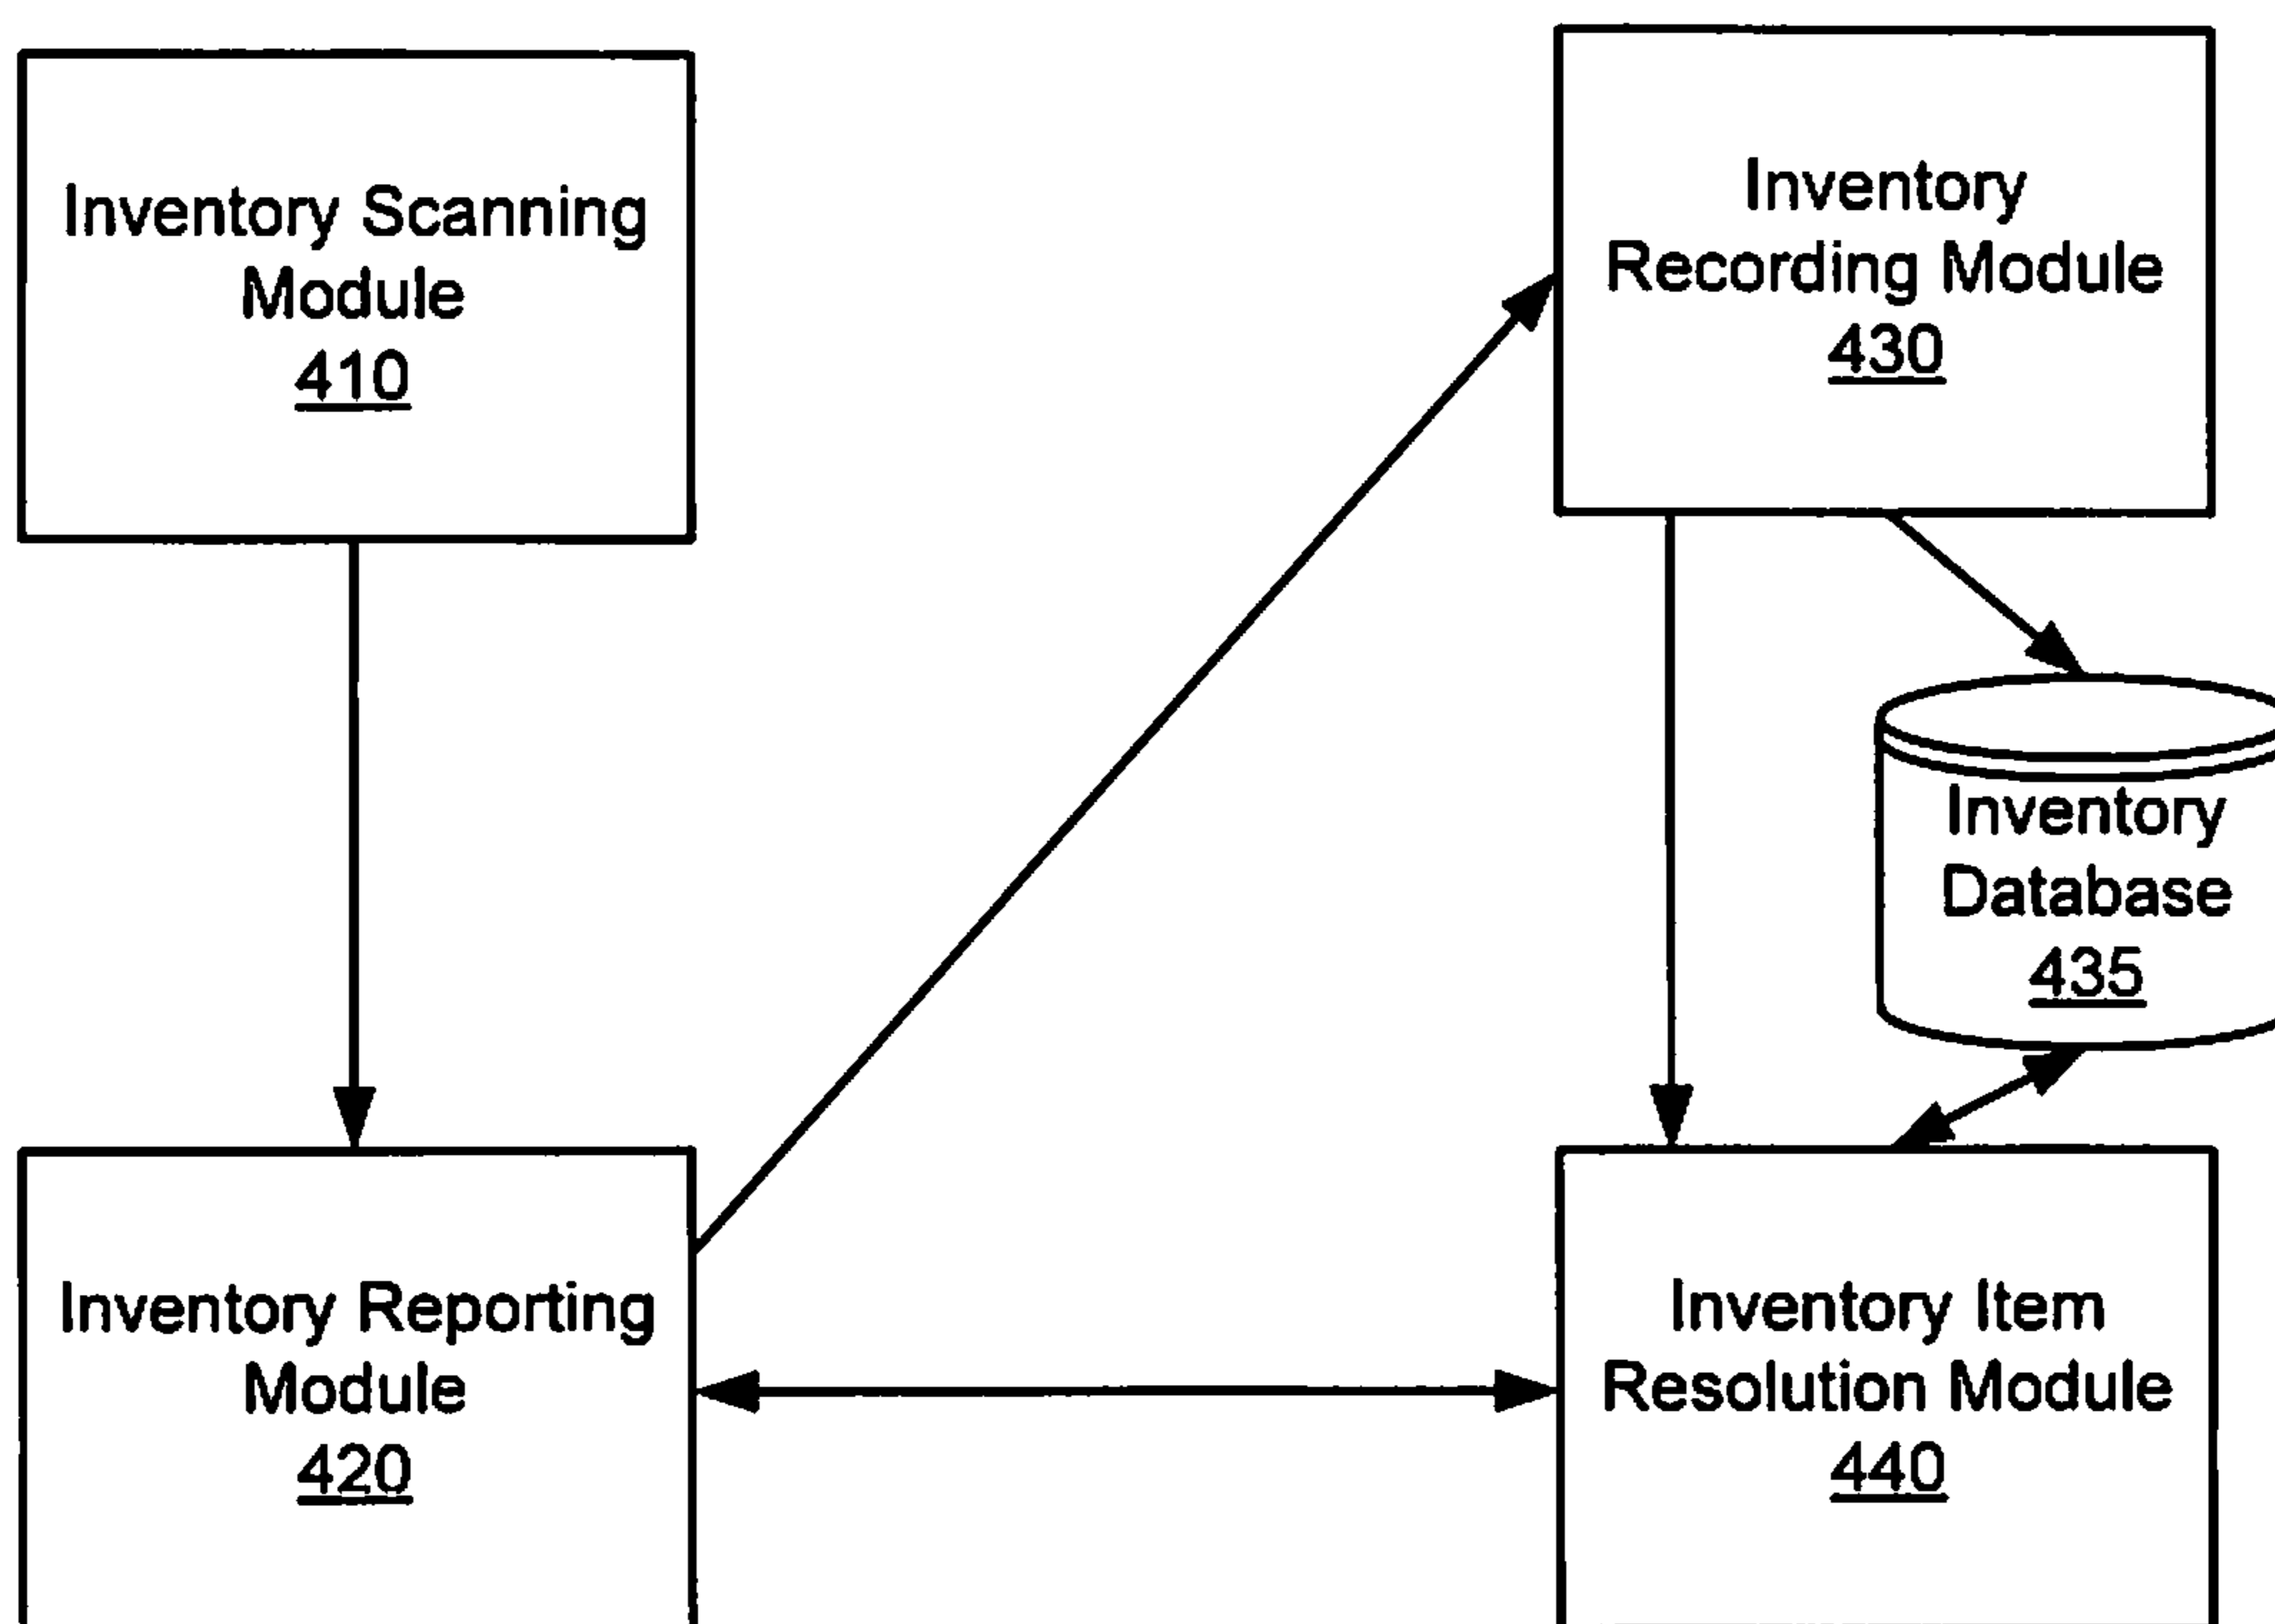 Inventory Scanning
Module
410
Inventory
Recording Module
430
Inventory
Database
435
Inventory Reporting
Module
420
Inventory Item
Resolution Module
440